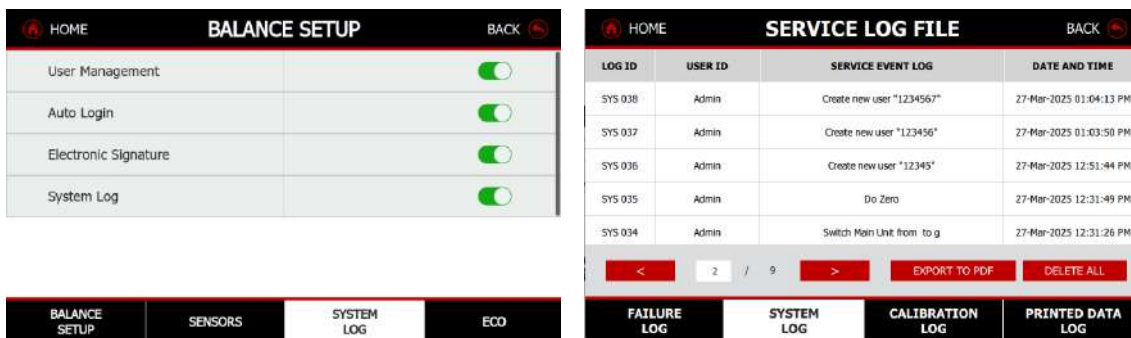 HOME BALANCE SETUP BACK
User Management
Auto Login
Electronic Signature
System Log
BALANCE SETUP SENSORS SYSTEM LOG ECO
HOME SERVICE LOG FILE BACK
LOG ID USER ID SERVICE EVENT LOG DATE AND TIME
SYS 038 Admin Create new user "1234567" 27-Mar-2025 01:04:13 PM
SYS 037 Admin Create new user "123456" 27-Mar-2025 01:03:50 PM
SYS 036 Admin Create new user "12345" 27-Mar-2025 12:51:44 PM
SYS 035 Admin Do Zero 27-Mar-2025 12:31:49 PM
SYS 034 Admin Switch Main Unit from to g 27-Mar-2025 12:31:26 PM
< 2 / 9 > EXPORT TO PDF DELETE ALL
FAILURE LOG SYSTEM LOG CALIBRATION LOG PRINTED DATA LOG